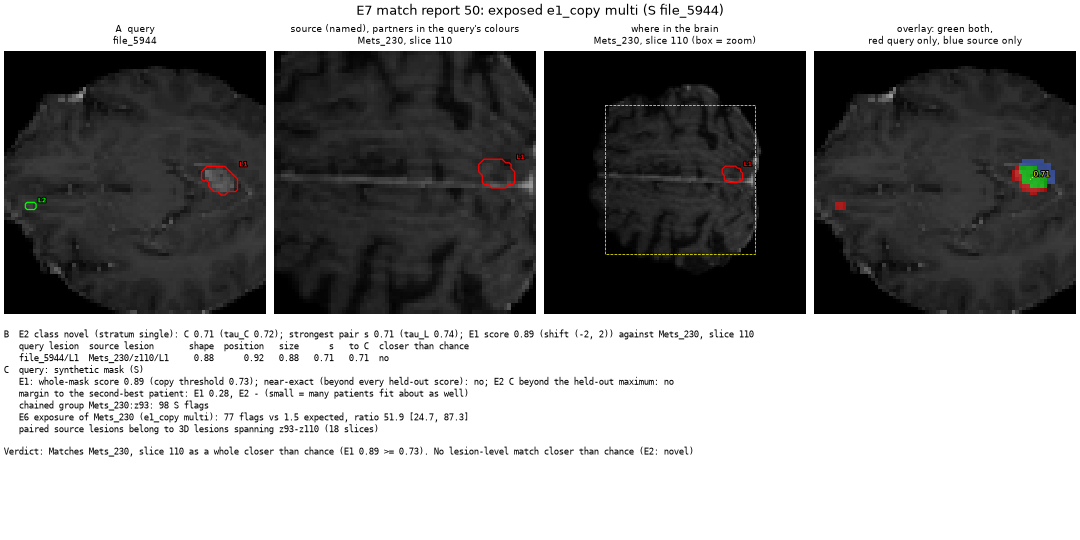 E7 match report 50: exposed e1_copy multi (S file_5944)
A query
file_5944
source (named), partners in the query's colours
Mets_230, slice 110
where in the brain
Mets_230, slice 110 (box = zoom)
overlay: green both,
red query only, blue source only
L1
L2
L1
L1
0.71
B E2 class novel (stratum single): C 0.71 (tau_C 0.72); strongest pair s 0.71 (tau_L 0.74); E1 score 0.89 (shift (-2, 2)) against Mets_230, slice 110
query lesion source lesion shape position size s to C closer than chance
file_5944/L1 Mets_230/z110/L1 0.88 0.92 0.88 0.71 0.71 no
C query: synthetic mask (S)
E1: whole-mask score 0.89 (copy threshold 0.73); near-exact (beyond every held-out score): no; E2 C beyond the held-out maximum: no
margin to the second-best patient: E1 0.28, E2 - (small = many patients fit about as well)
chained group Mets_230:z93: 98 S flags
E6 exposure of Mets_230 (e1_copy multi): 77 flags vs 1.5 expected, ratio 51.9 [24.7, 87.3]
paired source lesions belong to 3D lesions spanning z93-z110 (18 slices)
Verdict: Matches Mets_230, slice 110 as a whole closer than chance (E1 0.89 >= 0.73). No lesion-level match closer than chance (E2: novel)